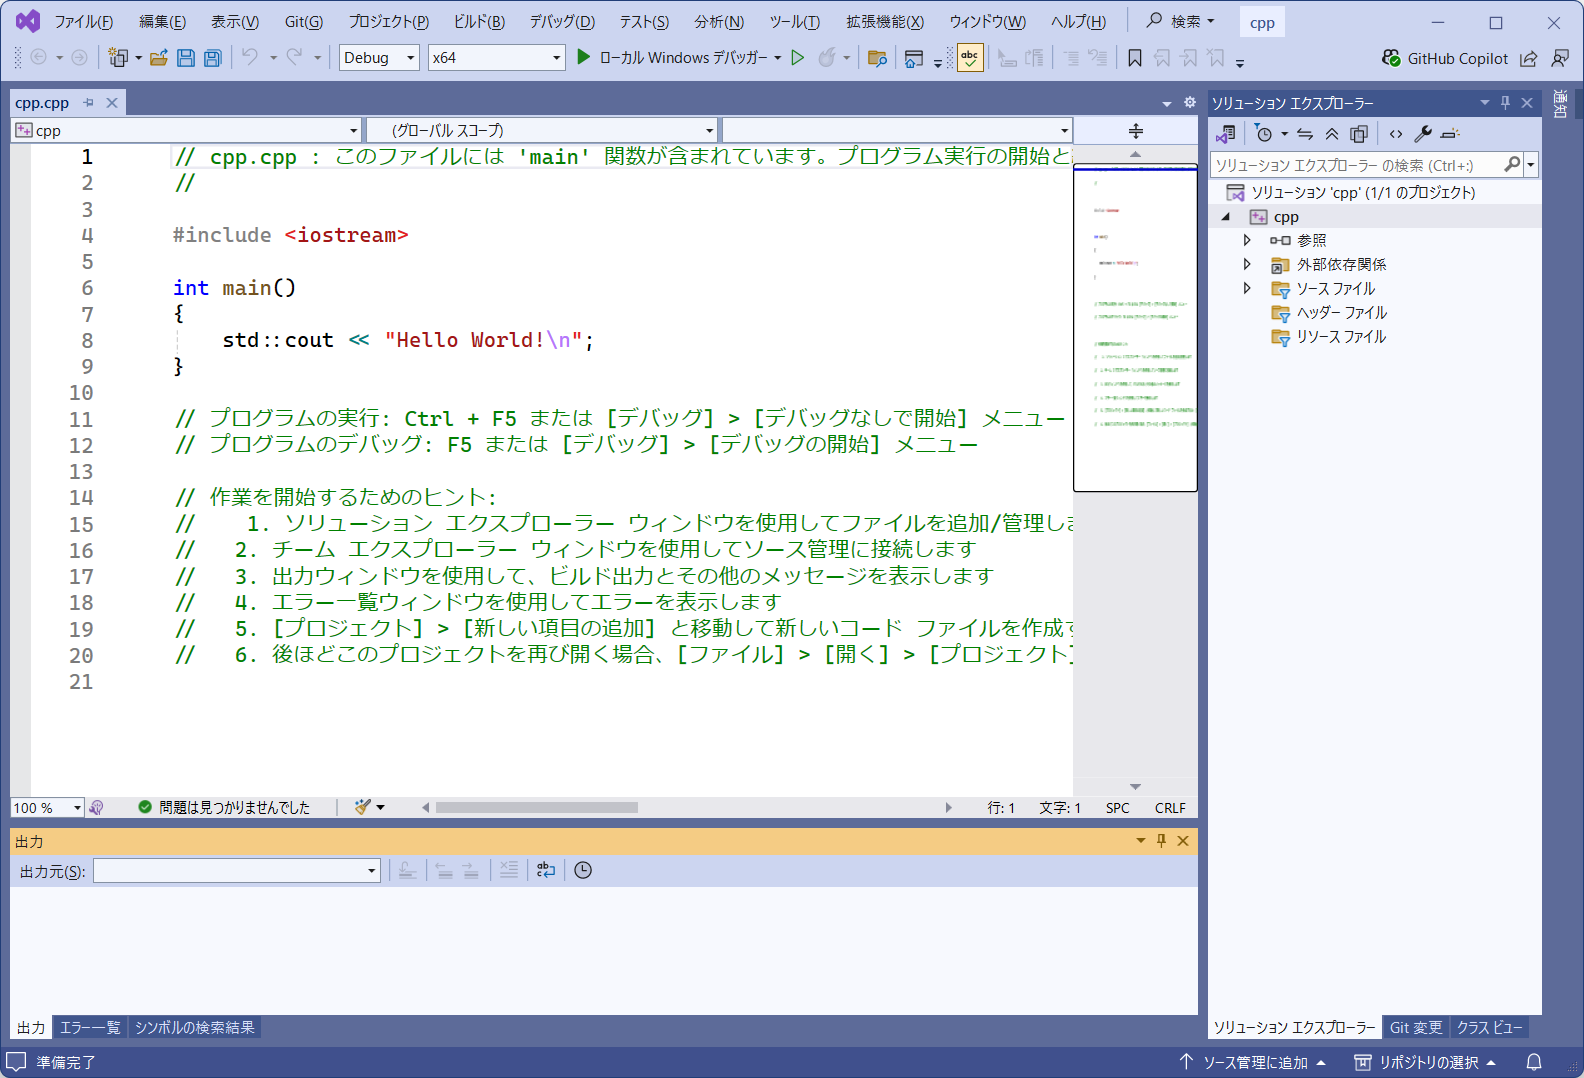 ファイル(F) 編集(E) 表示(V) Git(G) プロジェクト(P) ビルド(B) デバッグ(D) テスト(S) 分析(N) ツール(T) 拡張機能(X) ウィンドウ(W) ヘルプ(H) 検索 cpp
Debug x64 ローカル Windows デバッガー abc GitHub Copilot
cpp.cpp
cpp (グローバル スコープ)
1 // cpp.cpp : このファイルには 'main' 関数が含まれています。プログラム実行の開始と
2 //
3
4 #include <iostream>
5
6 int main()
7 {
8 std::cout << "Hello World!\n";
9 }
10
11 // プログラムの実行: Ctrl + F5 または [デバッグ] > [デバッグなしで開始] メニュー
12 // プログラムのデバッグ: F5 または [デバッグ] > [デバッグの開始] メニュー
13
14 // 作業を開始するためのヒント:
15 // 1. ソリューション エクスプローラー ウィンドウを使用してファイルを追加/管理しま
16 // 2. チーム エクスプローラー ウィンドウを使用してソース管理に接続します
17 // 3. 出力ウィンドウを使用して、ビルド出力とその他のメッセージを表示します
18 // 4. エラー一覧ウィンドウを使用してエラーを表示します
19 // 5. [プロジェクト] > [新しい項目の追加] と移動して新しいコード ファイルを作成す
20 // 6. 後ほどこのプロジェクトを再び開く場合、[ファイル] > [開く] > [プロジェクト]
21
100 % 問題は見つかりませんでした 行: 1 文字: 1 SPC CRLF
出力
出力元(S):
出力 エラー一覧 シンボルの検索結果
ソリューション エクスプローラー
ソリューション エクスプローラー の検索 (Ctrl+:)
ソリューション 'cpp' (1/1 のプロジェクト)
cpp
参照
外部依存関係
ソース ファイル
ヘッダー ファイル
リソース ファイル
ソリューション エクスプローラー Git 変更 クラス ビュー
通知
準備完了 ソース管理に追加 リポジトリの選択